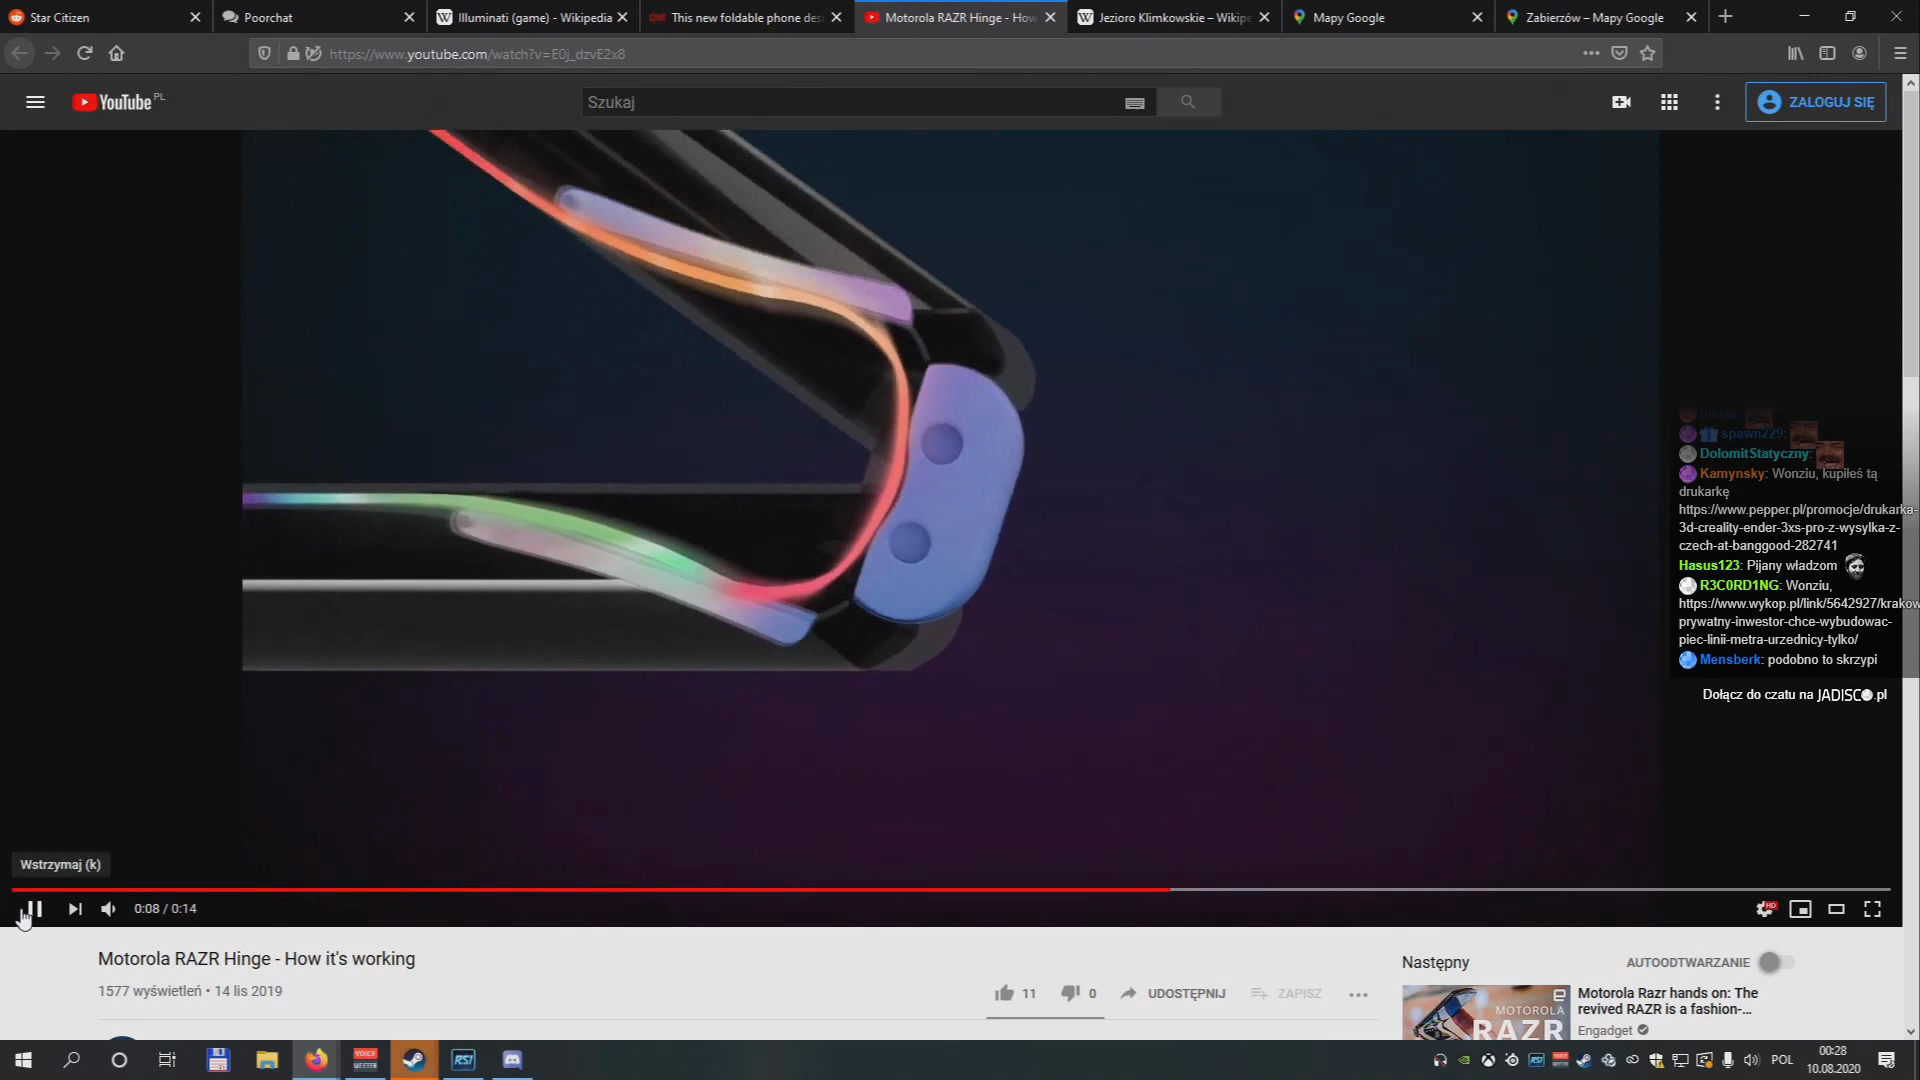 Star Citizen
Poorchat
Illuminati (game) - Wikipedia
This new foldable phone des
Motorola RAZR Hinge - How
Jezioro Klimkowskie – Wikipe
Mapy Google
Zabierzów – Mapy Google
https://www.youtube.com/watch?v=E0j_dzvE2x8
YouTube PL
Szukaj
ZALOGUJ SIĘ
spawn229:
DolomitStatyczny:
Kamynsky: Wonziu, kupiłeś tą
drukarkę
https://www.pepper.pl/promocje/drukarka-
3d-creality-ender-3xs-pro-z-wysylka-z-
czech-at-banggood-282741
Hasus123: Pijany władzom
R3C0RD1NG: Wonziu,
https://www.wykop.pl/link/5642927/krakow
prywatny-inwestor-chce-wybudowac-
piec-linii-metra-urzednicy-tylko/
Mensberk: podobno to skrzypi
Dołącz do czatu na JADISCO.pl
Wstrzymaj (k)
0:08 / 0:14
HD
Motorola RAZR Hinge - How it's working
1577 wyświetleń • 14 lis 2019
11
0
UDOSTĘPNIJ
ZAPISZ
Następny
AUTOODTWARZANIE
MOTOROLA
RAZR
Motorola Razr hands on: The
revived RAZR is a fashion-...
Engadget
VOICE
MEETER
RSI
POL
00:28
10.08.2020